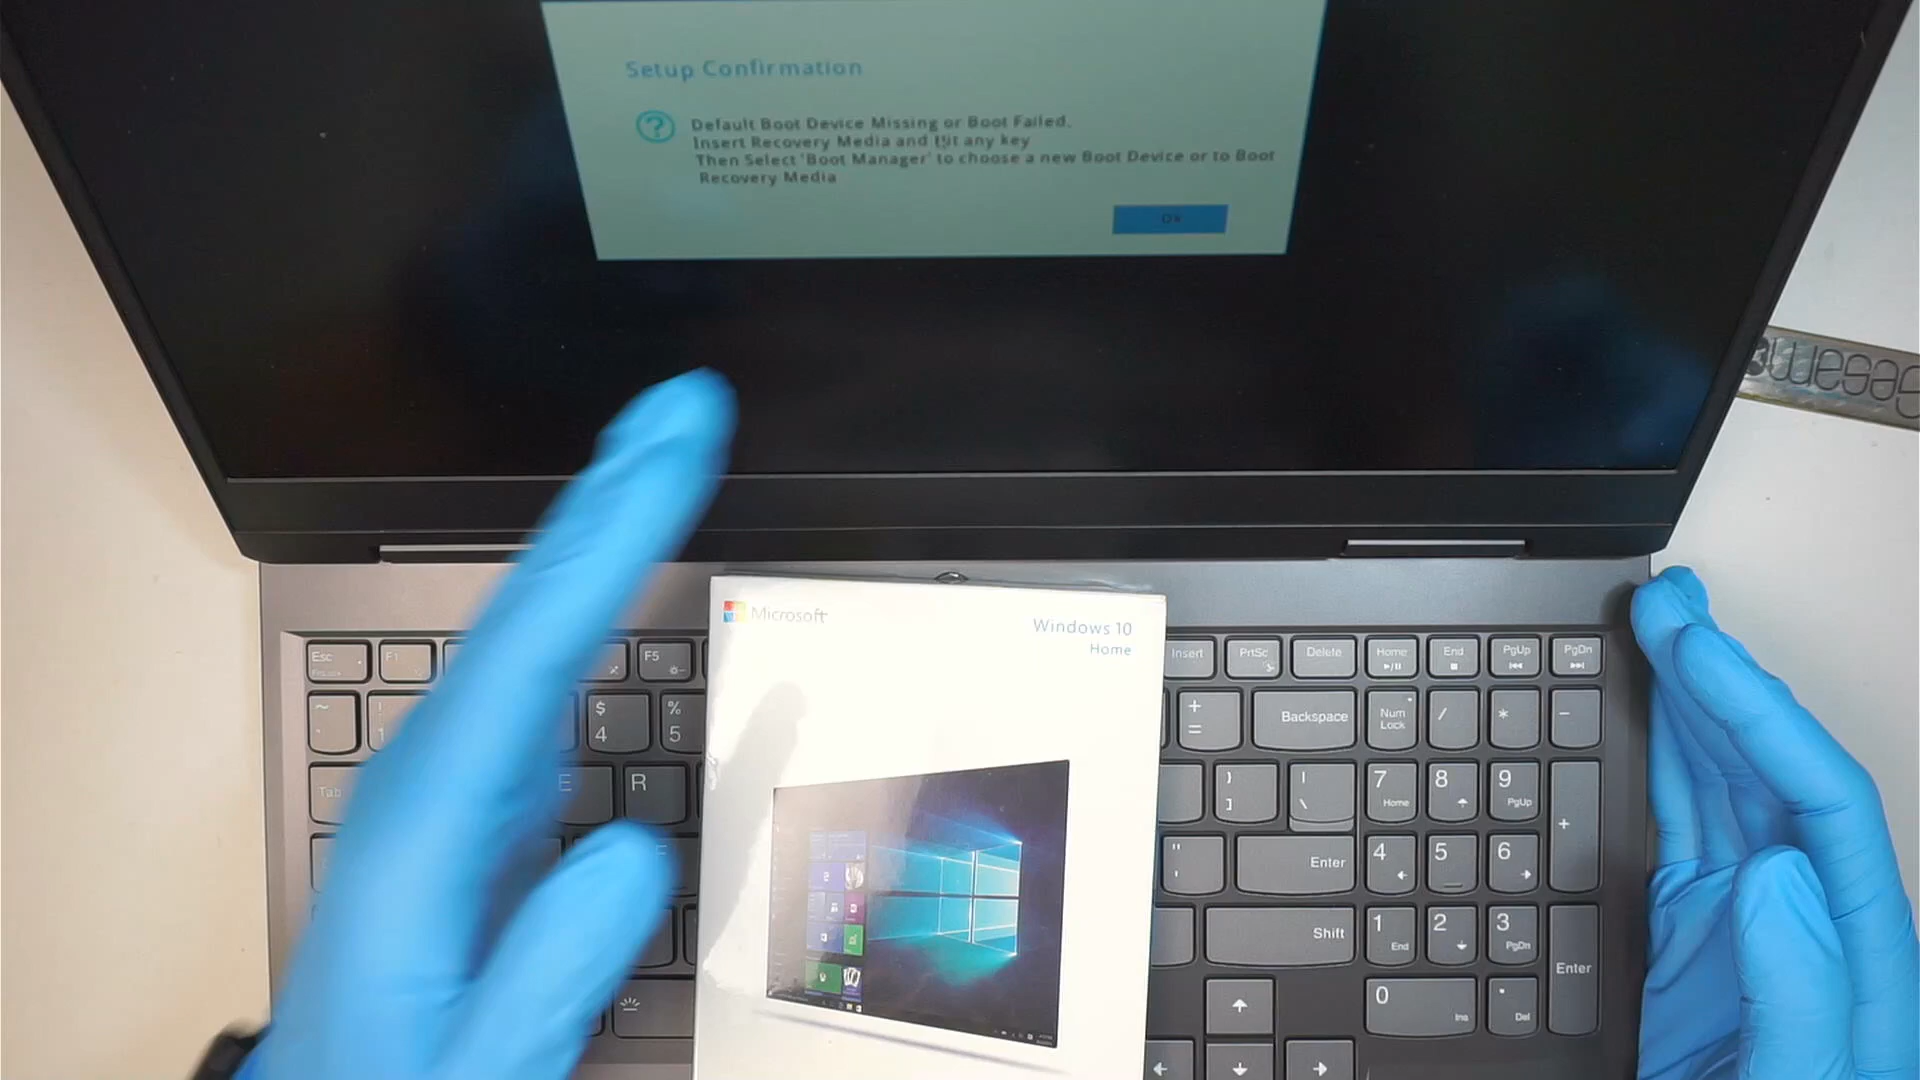 Setup Confirmation
Default Boot Device Missing or Boot Failed.
Insert Recovery Media and Hit any key
Then Select 'Boot Manager' to choose a new Boot Device or to Boot
Recovery Media
Ok
Microsoft
Windows 10
Home
Esc
F1
F5
Insert
PrtSc
Delete
Home
End
PgUp
PgDn
~
!
1
$
4
%
5
+
=
Backspace
Num
Lock
/
*
-
Tab
E
R
}
]
|
\
7
Home
8
9
PgUp
+
F
"
'
Enter
4
5
6
Shift
1
End
2
3
PgDn
Enter
0
Ins
.
Del